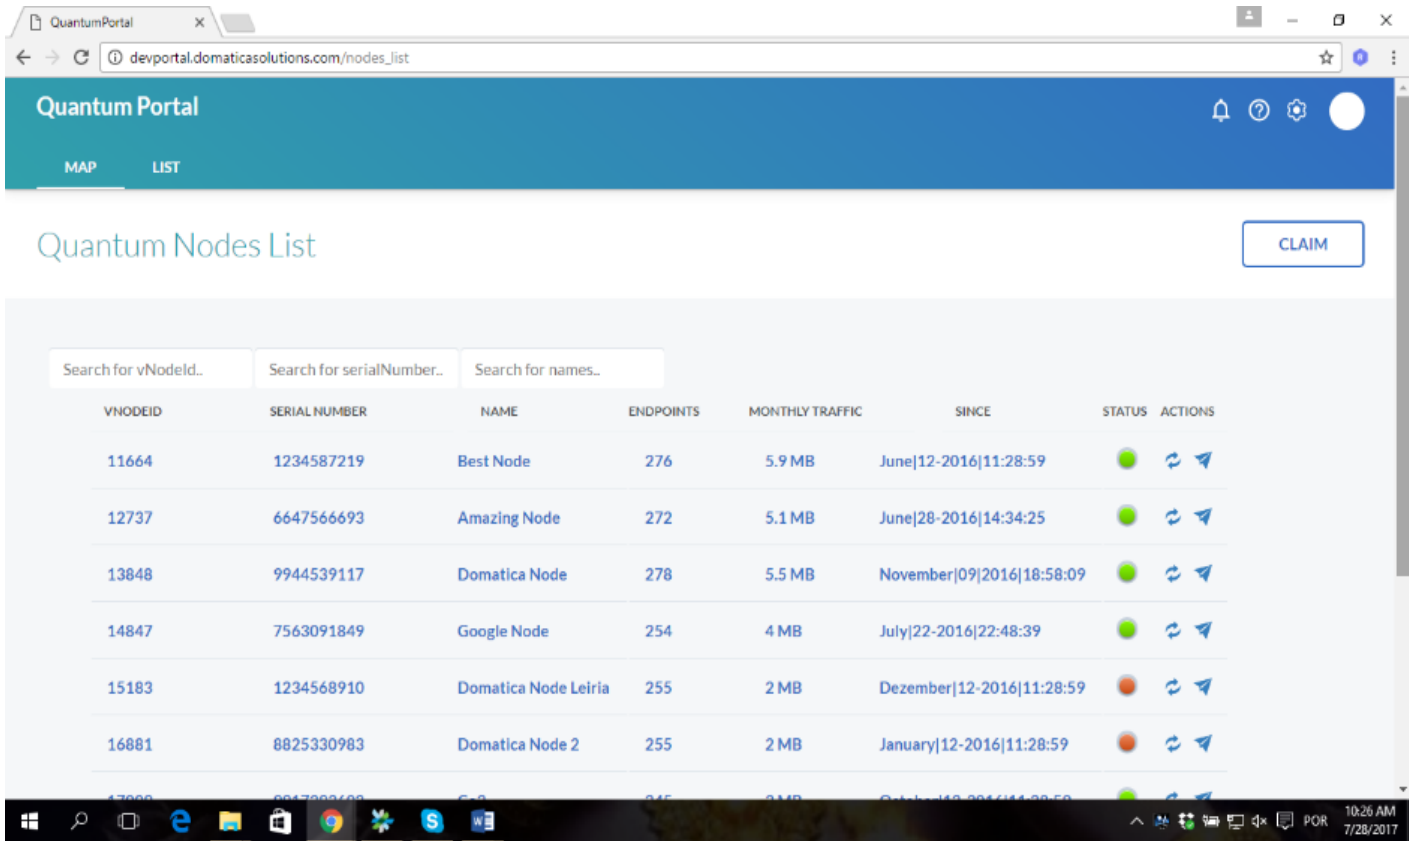 QuantumPortal
devportal.domaticasolutions.com/nodes_list
Quantum Portal
MAP LIST
Quantum Nodes List
CLAIM
Search for vNodeId.. Search for serialNumber.. Search for names..
VNODEID SERIAL NUMBER NAME ENDPOINTS MONTHLY TRAFFIC SINCE STATUS ACTIONS
11664 1234587219 Best Node 276 5.9 MB June|12-2016|11:28:59
12737 6647566693 Amazing Node 272 5.1 MB June|28-2016|14:34:25
13848 9944539117 Domatica Node 278 5.5 MB November|09|2016|18:58:09
14847 7563091849 Google Node 254 4 MB July|22-2016|22:48:39
15183 1234568910 Domatica Node Leiria 255 2 MB Dezember|12-2016|11:28:59
16881 8825330983 Domatica Node 2 255 2 MB January|12-2016|11:28:59
POR
10:26 AM
7/28/2017